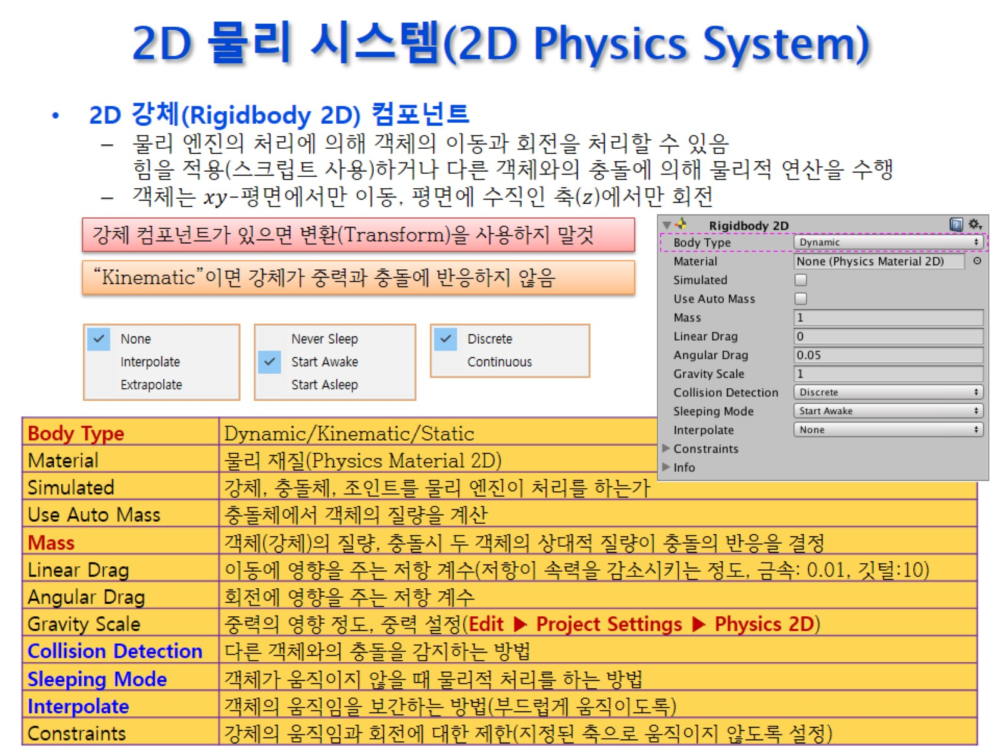 2D 물리 시스템(2D Physics System)
• 2D 강체(Rigidbody 2D) 컴포넌트
– 물리 엔진의 처리에 의해 객체의 이동과 회전을 처리할 수 있음
힘을 적용(스크립트 사용)하거나 다른 객체와의 충돌에 의해 물리적 연산을 수행
– 객체는 xy-평면에서만 이동, 평면에 수직인 축(z)에서만 회전
강체 컴포넌트가 있으면 변환(Transform)을 사용하지 말것
“Kinematic”이면 강체가 중력과 충돌에 반응하지 않음
✓ None
Interpolate
Extrapolate
Never Sleep
✓ Start Awake
Start Asleep
✓ Discrete
Continuous
Rigidbody 2D
Body Type Dynamic
Material None (Physics Material 2D)
Simulated
Use Auto Mass
Mass 1
Linear Drag 0
Angular Drag 0.05
Gravity Scale 1
Collision Detection Discrete
Sleeping Mode Start Awake
Interpolate None
Constraints
Info
Body Type Dynamic/Kinematic/Static
Material 물리 재질(Physics Material 2D)
Simulated 강체, 충돌체, 조인트를 물리 엔진이 처리를 하는가
Use Auto Mass 충돌체에서 객체의 질량을 계산
Mass 객체(강체)의 질량, 충돌시 두 객체의 상대적 질량이 충돌의 반응을 결정
Linear Drag 이동에 영향을 주는 저항 계수(저항이 속력을 감소시키는 정도, 금속: 0.01, 깃털:10)
Angular Drag 회전에 영향을 주는 저항 계수
Gravity Scale 중력의 영향 정도, 중력 설정(Edit ▶ Project Settings ▶ Physics 2D)
Collision Detection 다른 객체와의 충돌을 감지하는 방법
Sleeping Mode 객체가 움직이지 않을 때 물리적 처리를 하는 방법
Interpolate 객체의 움직임을 보간하는 방법(부드럽게 움직이도록)
Constraints 강체의 움직임과 회전에 대한 제한(지정된 축으로 움직이지 않도록 설정)